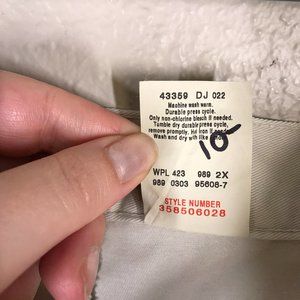 43359 DJ 022
Machine wash warm.
Durable press cycle.
Only non-chlorine bleach if needed.
Tumble dry durable press cycle,
remove promptly. Hot iron if needed.
Wash and dry with like
10-
WPL 423 989 2X
989 0303 95608-7
STYLE NUMBER
358506028